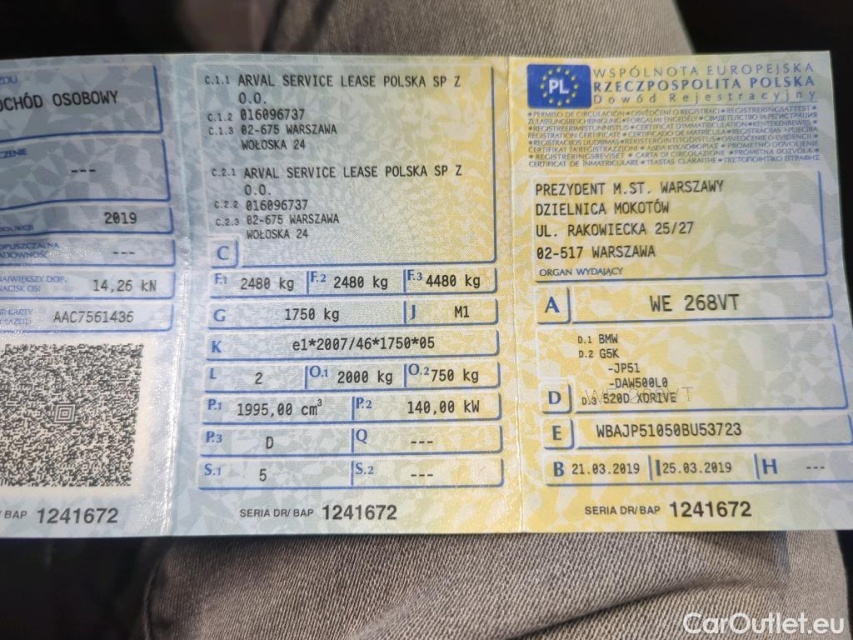 OCHÓD OSOBOWY
---
2019
---
14,26 kN
AAC7561436
BAP 1241672
C.1.1 ARVAL SERVICE LEASE POLSKA SP Z
O.O.
C.1.2 016096737
C.1.3 02-675 WARSZAWA
WOŁOSKA 24
C.2.1 ARVAL SERVICE LEASE POLSKA SP Z
O.O.
C.2.2 016096737
C.2.3 02-675 WARSZAWA
WOŁOSKA 24
C
F.1 2480 kg F.2 2480 kg F.3 4480 kg
G 1750 kg J M1
K e1*2007/46*1750*05
L 2 O.1 2000 kg O.2 750 kg
P.1 1995,00 cm³ P.2 140,00 kW
P.3 D Q ---
S.1 5 S.2 ---
SERIA DR/BAP 1241672
PL
WSPÓLNOTA EUROPEJSKA
RZECZPOSPOLITA POLSKA
Dowód Rejestracyjny
PREZYDENT M.ST. WARSZAWY
DZIELNICA MOKOTÓW
UL. RAKOWIECKA 25/27
02-517 WARSZAWA
ORGAN WYDAJĄCY
A WE 268VT
D.1 BMW
D.2 G5K
-JP51
-DAW500L0
D D.3 520D XDRIVE
E WBAJP51050BU53723
B 21.03.2019 I 25.03.2019 H ---
SERIA DR/BAP 1241672
CarOutlet.eu